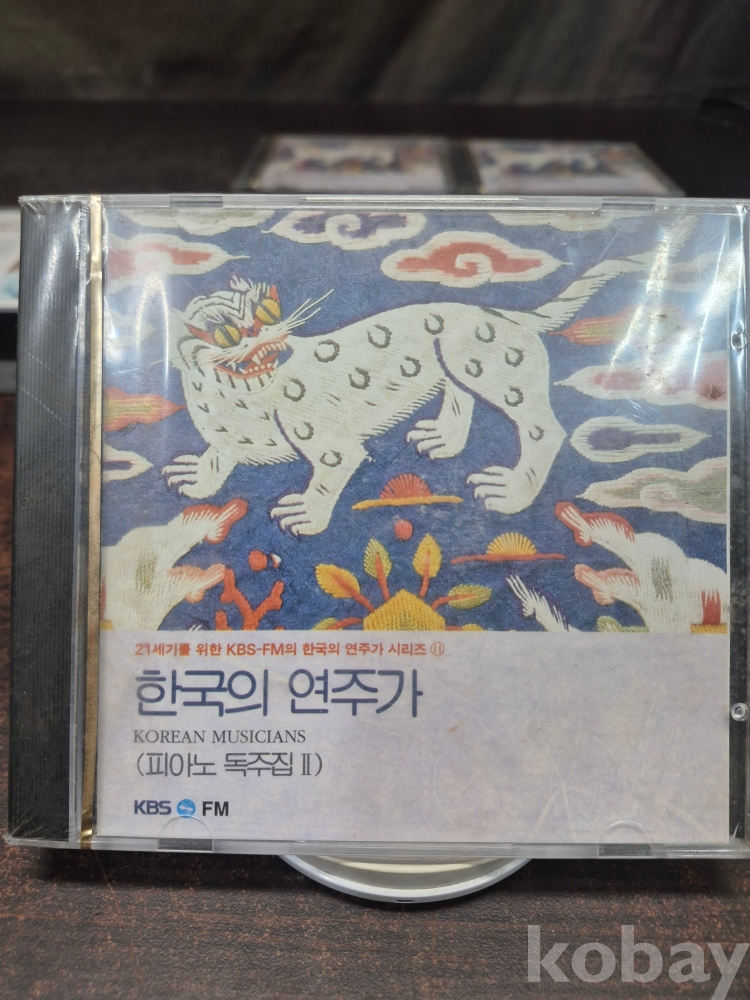 21세기를 위한 KBS-FM의 한국의 연주가 시리즈 ⑪
한국의 연주가
KOREAN MUSICIANS
(피아노 독주집 Ⅱ)
KBS FM
kobay